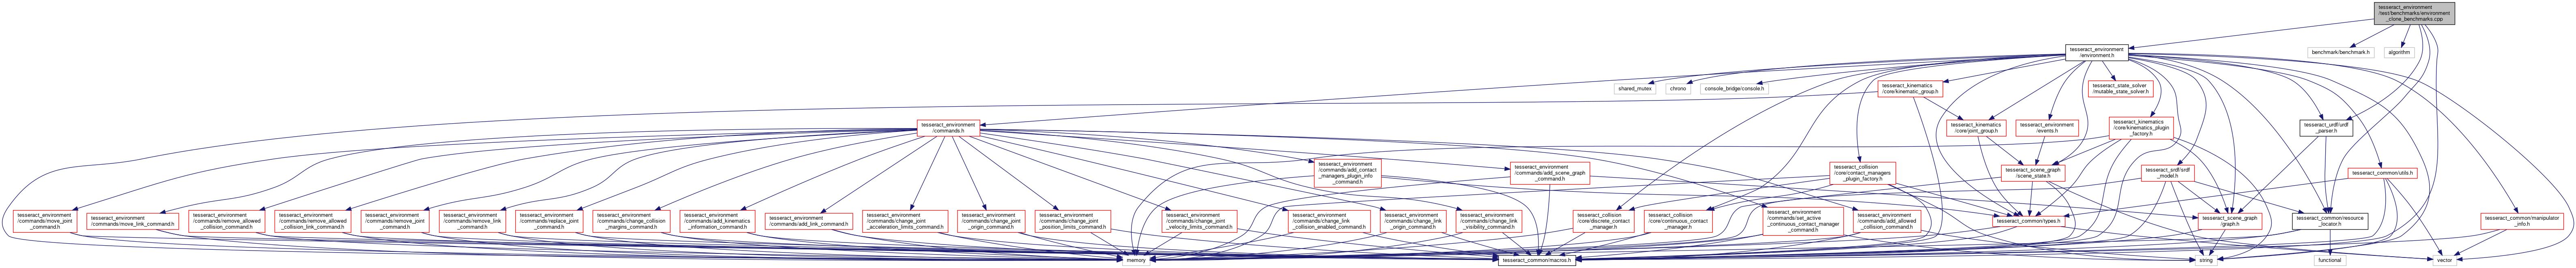 tesseract_environment
/test/benchmarks/environment
_clone_benchmarks.cpp
tesseract_environment
/environment.h
benchmark/benchmark.h
algorithm
shared_mutex
chrono
console_bridge/console.h
tesseract_kinematics
/core/kinematic_group.h
tesseract_state_solver
/mutable_state_solver.h
tesseract_environment
/commands.h
tesseract_kinematics
/core/joint_group.h
tesseract_environment
/events.h
tesseract_kinematics
/core/kinematics_plugin
_factory.h
tesseract_urdf/urdf
_parser.h
tesseract_environment
/commands/add_contact
_managers_plugin_info
_command.h
tesseract_environment
/commands/add_scene_graph
_command.h
tesseract_collision
/core/contact_managers
_plugin_factory.h
tesseract_scene_graph
/scene_state.h
tesseract_srdf/srdf
_model.h
tesseract_common/utils.h
tesseract_environment
/commands/move_joint
_command.h
tesseract_environment
/commands/move_link_command.h
tesseract_environment
/commands/remove_allowed
_collision_command.h
tesseract_environment
/commands/remove_allowed
_collision_link_command.h
tesseract_environment
/commands/remove_joint
_command.h
tesseract_environment
/commands/remove_link
_command.h
tesseract_environment
/commands/replace_joint
_command.h
tesseract_environment
/commands/change_collision
_margins_command.h
tesseract_environment
/commands/add_kinematics
_information_command.h
tesseract_environment
/commands/add_link_command.h
tesseract_environment
/commands/change_joint
_acceleration_limits_command.h
tesseract_environment
/commands/change_joint
_origin_command.h
tesseract_environment
/commands/change_joint
_position_limits_command.h
tesseract_environment
/commands/change_joint
_velocity_limits_command.h
tesseract_environment
/commands/change_link
_collision_enabled_command.h
tesseract_environment
/commands/change_link
_origin_command.h
tesseract_environment
/commands/change_link
_visibility_command.h
tesseract_collision
/core/discrete_contact
_manager.h
tesseract_collision
/core/continuous_contact
_manager.h
tesseract_environment
/commands/set_active
_continuous_contact_manager
_command.h
tesseract_environment
/commands/add_allowed
_collision_command.h
tesseract_common/types.h
tesseract_scene_graph
/graph.h
tesseract_common/resource
_locator.h
tesseract_common/manipulator
_info.h
memory
tesseract_common/macros.h
string
functional
vector